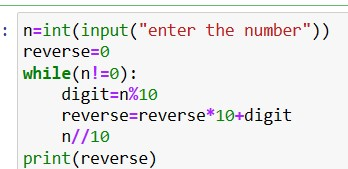 : n=int(input("enter the number"))
reverse=0
while(n!=0):
    digit=n%10
    reverse=reverse*10+digit
    n//10
print(reverse)